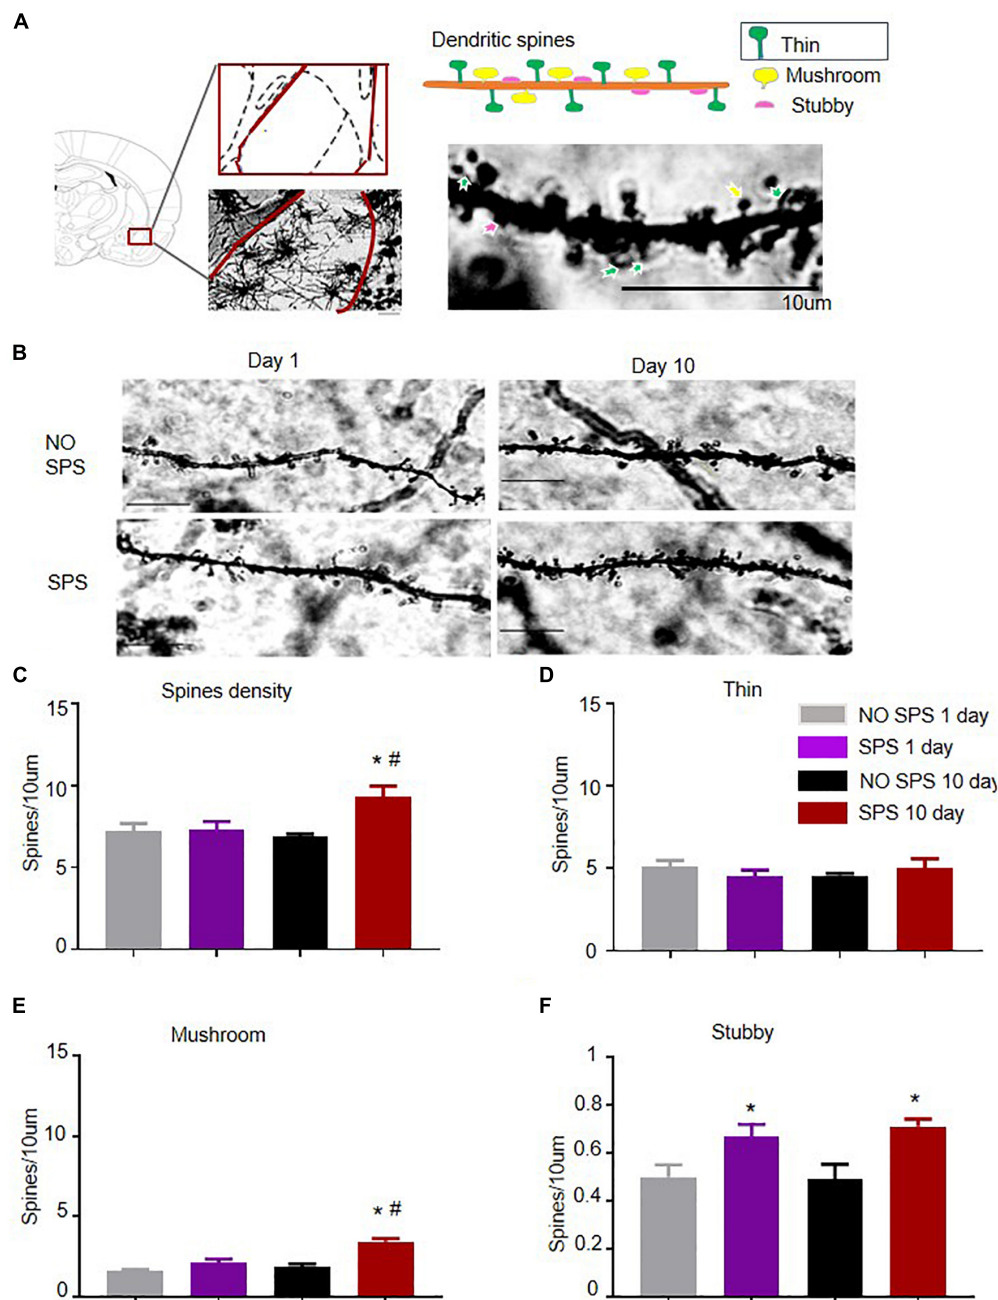 A
Dendritic spines
Thin
Mushroom
Stubby
10um
B
Day 1
Day 10
NO
SPS
SPS
C
Spines density
15
10
5
0
Spines/10um
* #
D
Thin
15
10
5
0
Spines/10um
NO SPS 1 day
SPS 1 day
NO SPS 10 day
SPS 10 day
E
Mushroom
15
10
5
0
Spines/10um
* #
F
Stubby
1
0.8
0.6
0.4
0.2
0
Spines/10um
*
*